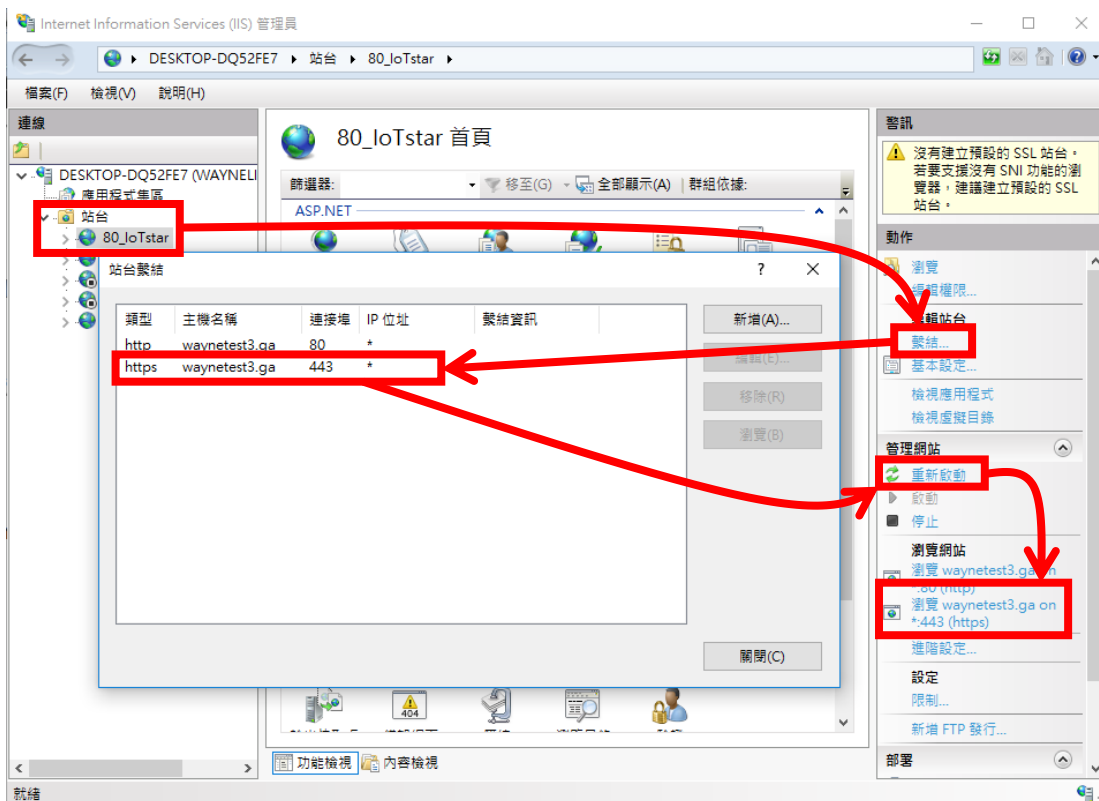 Internet Information Services (IIS) 管理員
DESKTOP-DQ52FE7 ▸ 站台 ▸ 80_IoTstar ▸
檔案(F) 檢視(V) 說明(H)
連線
DESKTOP-DQ52FE7 (WAYNELI
應用程式集區
站台
80_IoTstar
80_IoTstar 首頁
篩選器: 移至(G) 全部顯示(A) 群組依據:
ASP.NET
站台繫結 ? X
類型 主機名稱 連接埠 IP 位址 繫結資訊
http waynetest3.ga 80 *
https waynetest3.ga 443 *
新增(A)...
編輯(E)...
移除(R)
瀏覽(B)
關閉(C)
404
功能檢視 內容檢視
警訊
沒有建立預設的 SSL 站台。
若要支援沒有 SNI 功能的瀏
覽器，建議建立預設的 SSL
站台。
動作
瀏覽
編輯權限...
編輯站台
繫結...
基本設定...
檢視應用程式
檢視虛擬目錄
管理網站
重新啟動
啟動
停止
瀏覽網站
瀏覽 waynetest3.ga on
*:80 (http)
瀏覽 waynetest3.ga on
*:443 (https)
進階設定...
設定
限制...
新增 FTP 發行...
部署
就緒